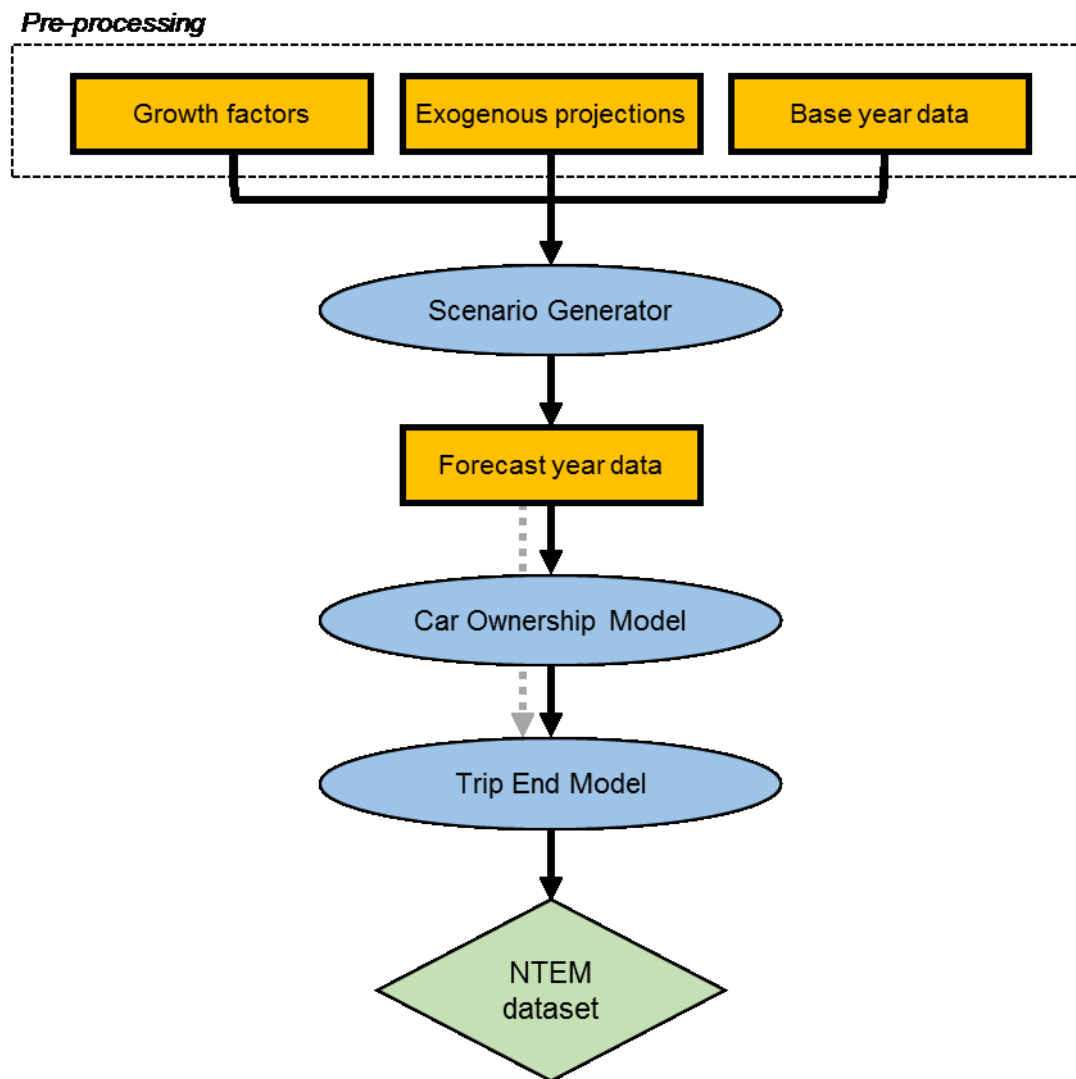 Pre-processing
Growth factors
Exogenous projections
Base year data
Scenario Generator
Forecast year data
Car Ownership Model
Trip End Model
NTEM
dataset